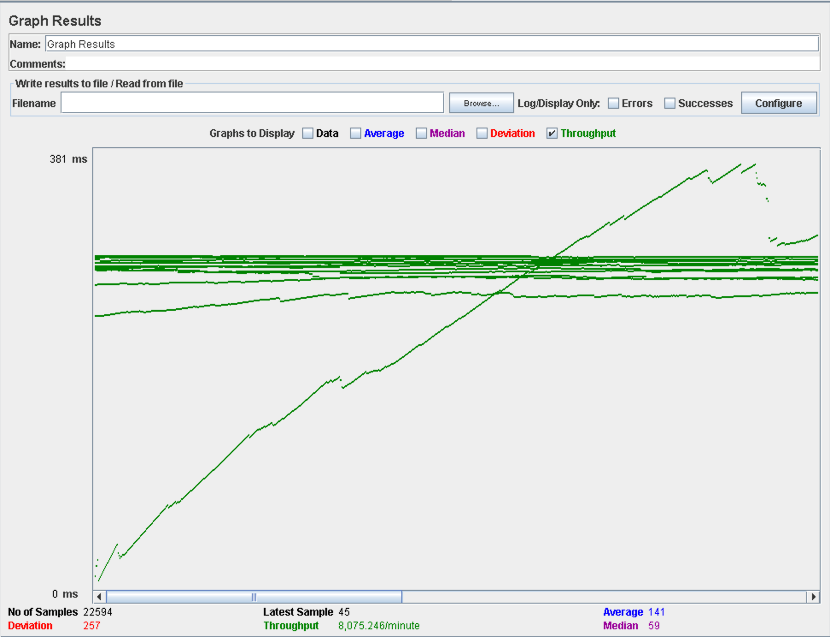 Graph Results
Name: Graph Results
Comments:
Write results to file / Read from file
Filename Browse... Log/Display Only: Errors Successes Configure
Graphs to Display Data Average Median Deviation Throughput
381 ms
0 ms
No of Samples 22594 Latest Sample 45 Average 141
Deviation 257 Throughput 8,075.246/minute Median 59